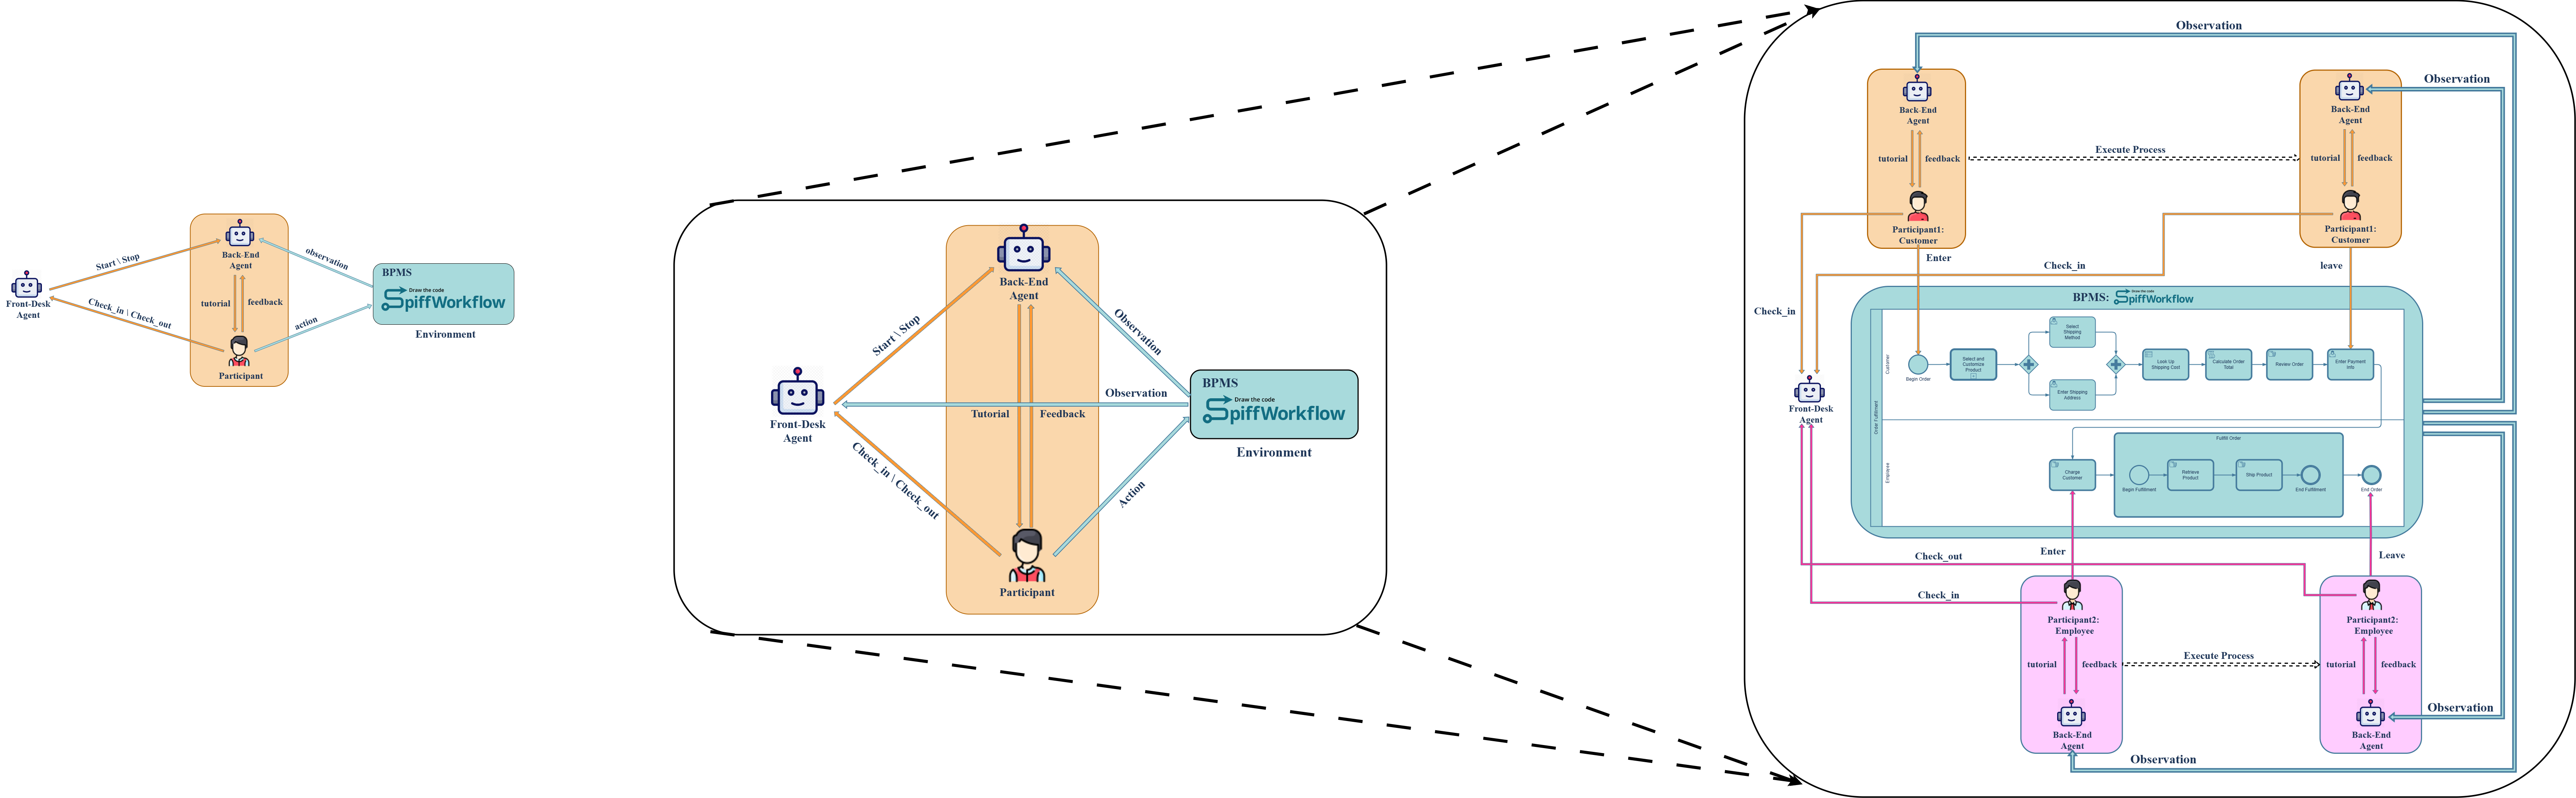 Start \ Stop
Back-End
Agent
observation
BPMS
Draw the code
SpiffWorkflow
Front-Desk
Agent
tutorial
feedback
Check_in | Check_out
action
Environment
Participant
Back-End
Agent
Start \ Stop
Observation
BPMS
Draw the code
SpiffWorkflow
Observation
Tutorial
Feedback
Front-Desk
Agent
Environment
Check_in | Check_out
Action
Participant
Observation
Observation
Back-End
Agent
Back-End
Agent
tutorial
feedback
Execute Process
tutorial
feedback
Participant1:
Customer
Participant1:
Customer
Enter
Check_in
leave
Check_in
BPMS:
Draw the code
SpiffWorkflow
Order Fulfillment
Customer
Begin Order
Select and
Customize
Product
Select
Shipping
Method
Enter Shipping
Address
Look Up
Shipping Cost
Calculate Order
Total
Review Order
Enter Payment
Info
Front-Desk
Agent
Employee
Charge
Customer
Fulfill Order
Begin Fulfillment
Retrieve
Product
Ship Product
End Fulfillment
End Order
Enter
Leave
Check_out
Check_in
Participant2:
Employee
Participant2:
Employee
tutorial
feedback
Execute Process
tutorial
feedback
Observation
Back-End
Agent
Back-End
Agent
Observation